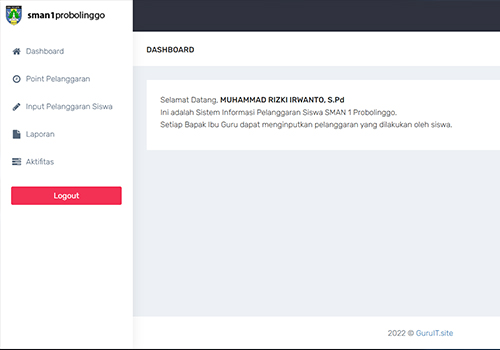 sman1probolinggo
Dashboard
Point Pelanggaran
Input Pelanggaran Siswa
Laporan
Aktifitas
Logout
DASHBOARD
Selamat Datang, MUHAMMAD RIZKI IRWANTO, S.Pd
Ini adalah Sistem Informasi Pelanggaran Siswa SMAN 1 Probolinggo.
Setiap Bapak Ibu Guru dapat menginputkan pelanggaran yang dilakukan oleh siswa.
2022 © GuruIT.site